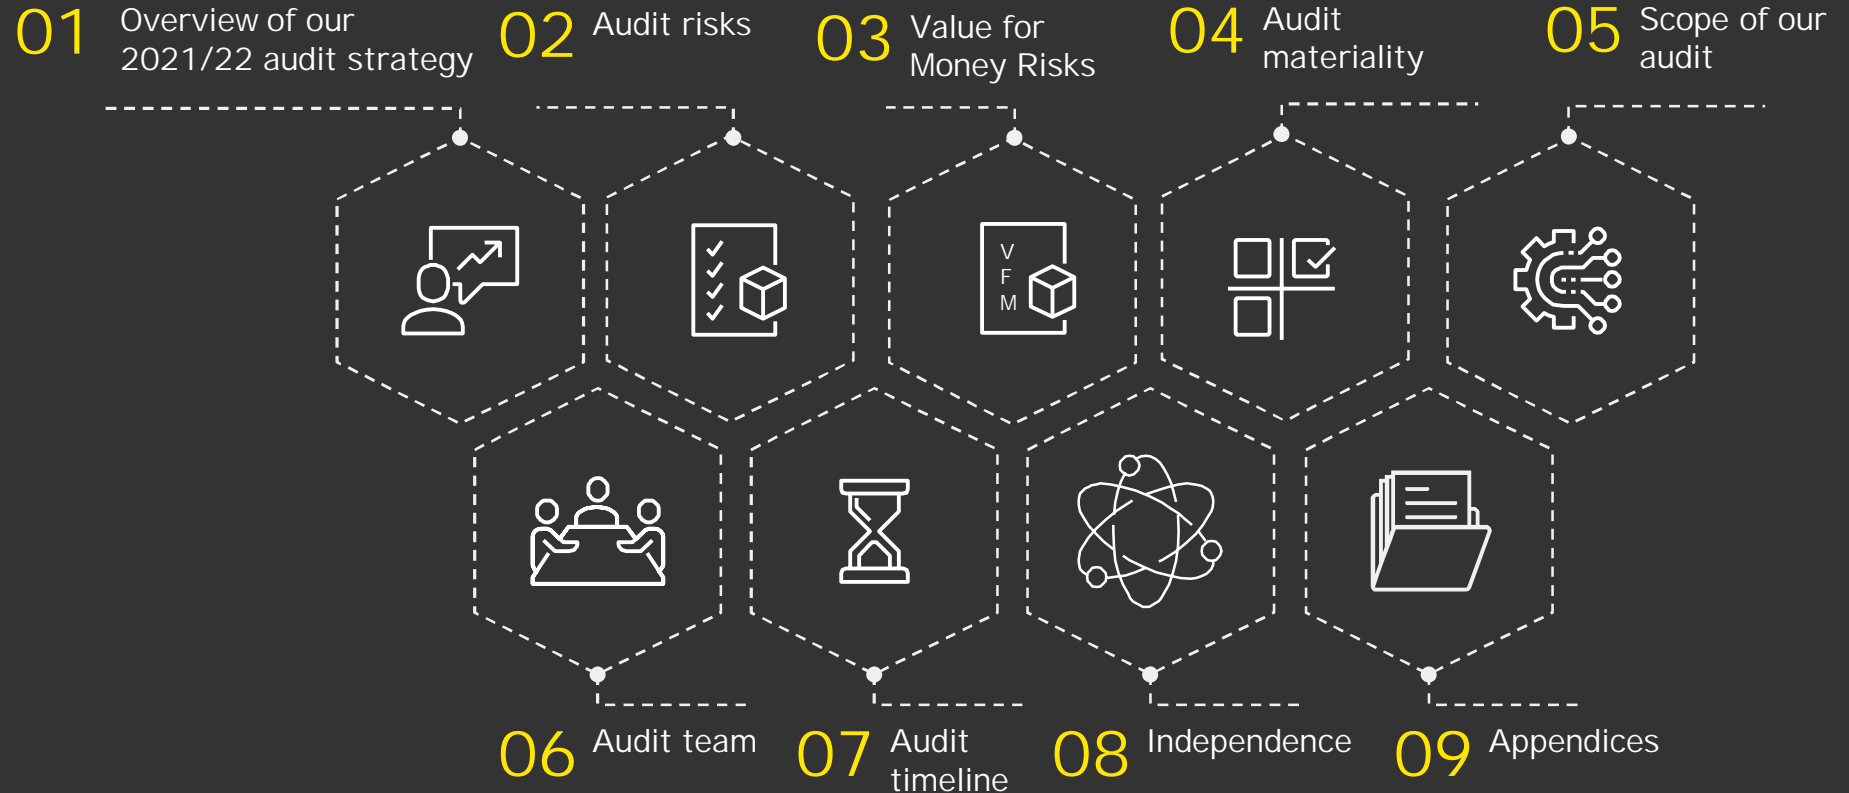 01 Overview of our
2021/22 audit strategy
02 Audit risks
03 Value for
Money Risks
04 Audit
materiality
05 Scope of our
audit
V
F
M
06 Audit team
07 Audit
timeline
08 Independence
09 Appendices